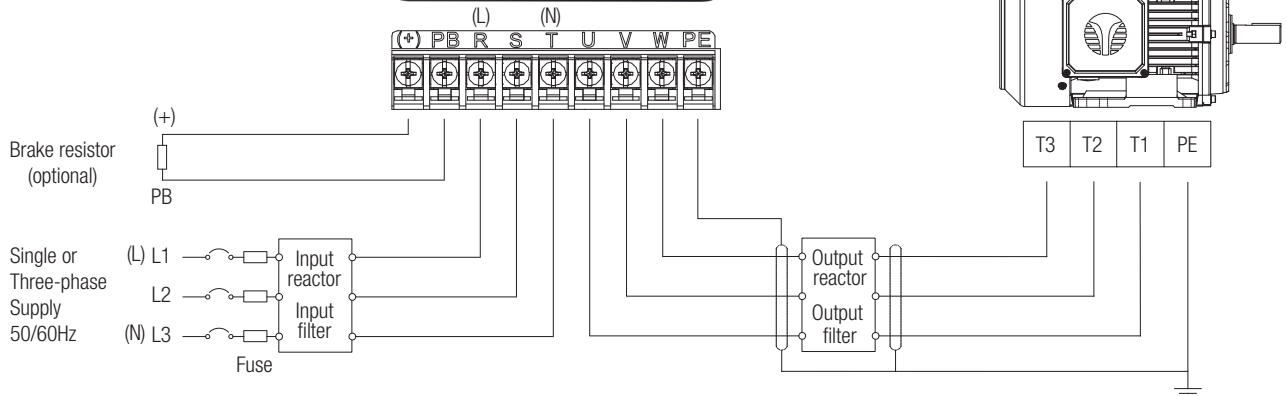 (L) (N)
(+) PB R S T U V W PE
(+)
Brake resistor
(optional)
PB
T3 T2 T1 PE
Single or
Three-phase
Supply
50/60Hz
(L) L1
L2
(N) L3
Fuse
Input
reactor
Input
filter
Output
reactor
Output
filter